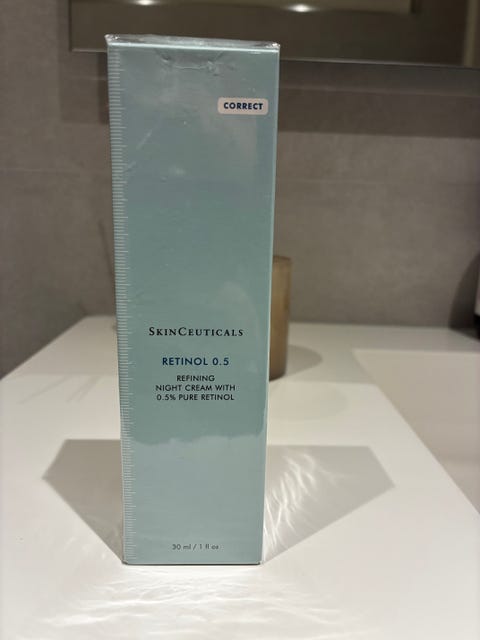 CORRECT
SKINCEUTICALS
RETINOL 0.5
REFINING
NIGHT CREAM WITH
0.5% PURE RETINOL
30 ml / 1 fl oz